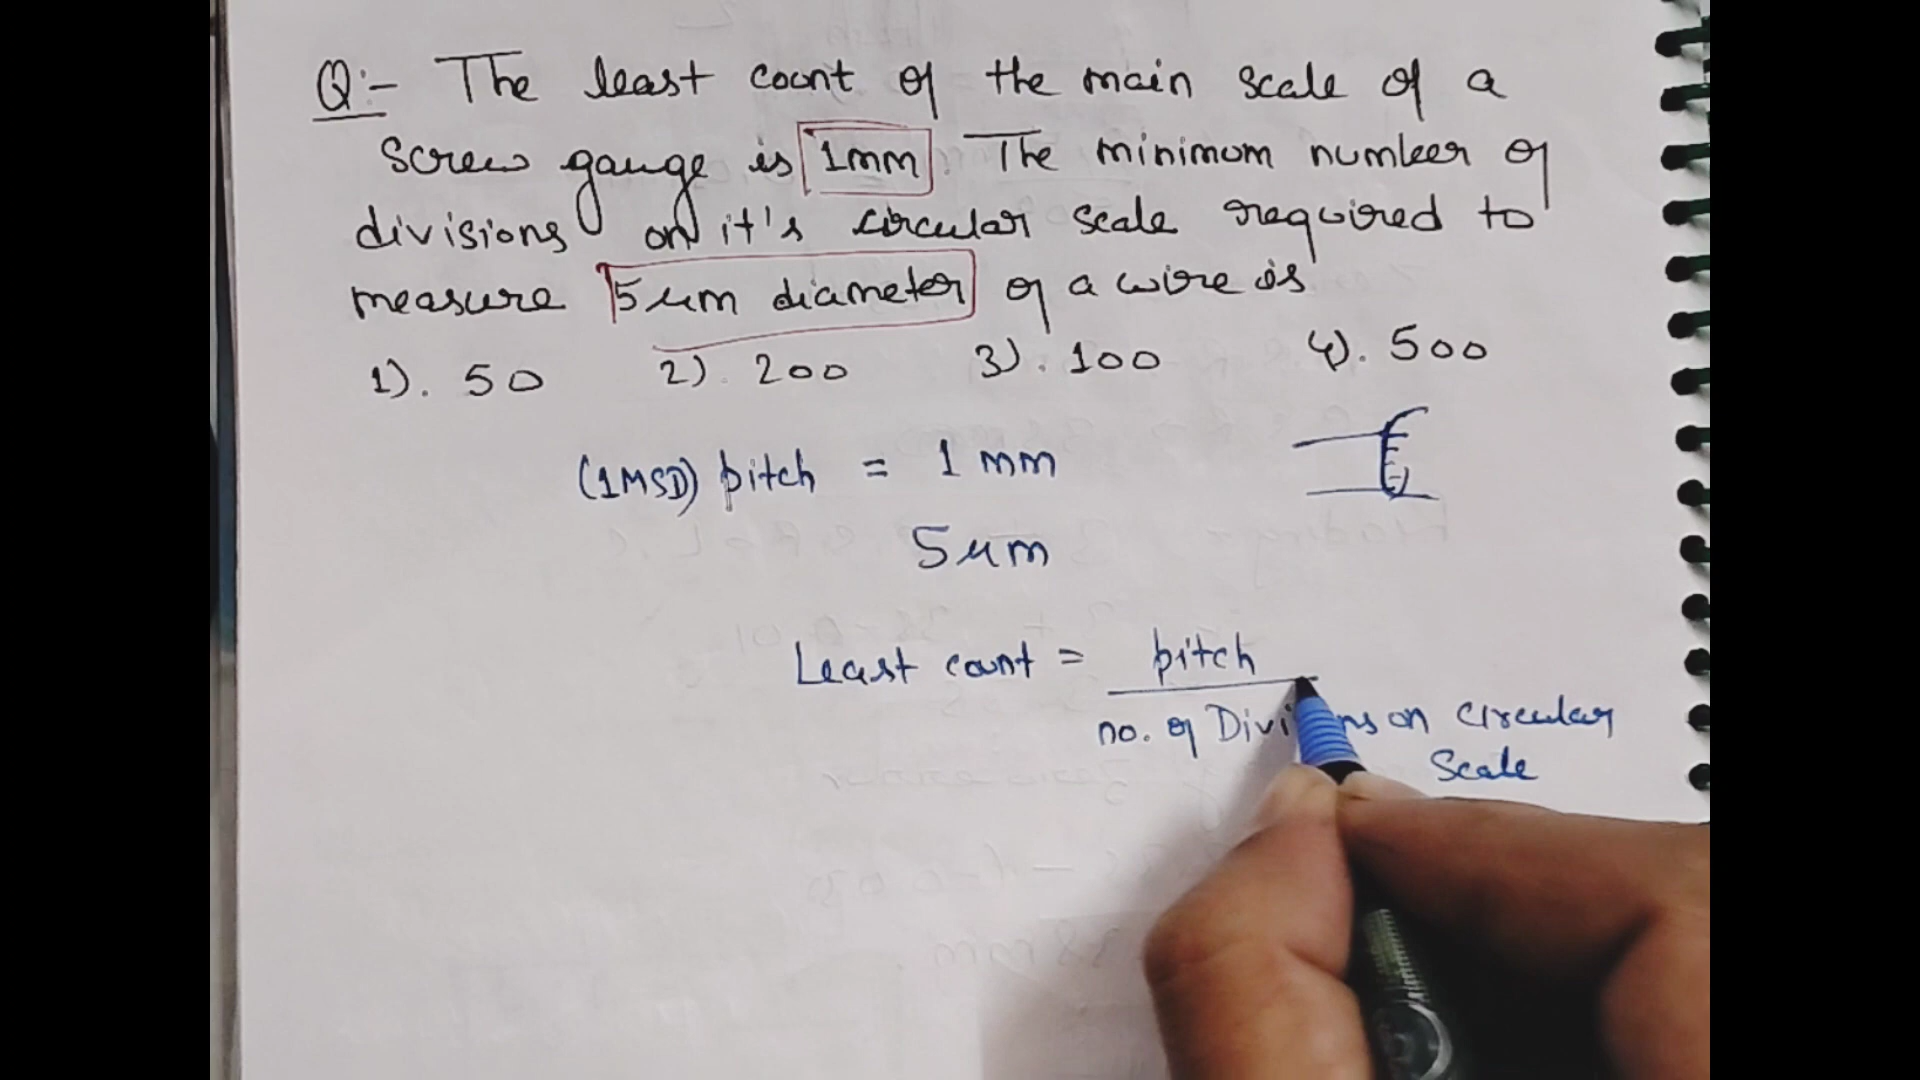 Q:- The least count of the main scale of a
screw gauge is 1mm. The minimum number of
divisions on it's circular scale required to
measure 5μm diameter of a wire is
1). 50 2). 200 3). 100 4). 500
(1MSD) pitch = 1 mm
5μm
Least count = pitch
no. of Divi ns on circular
Scale